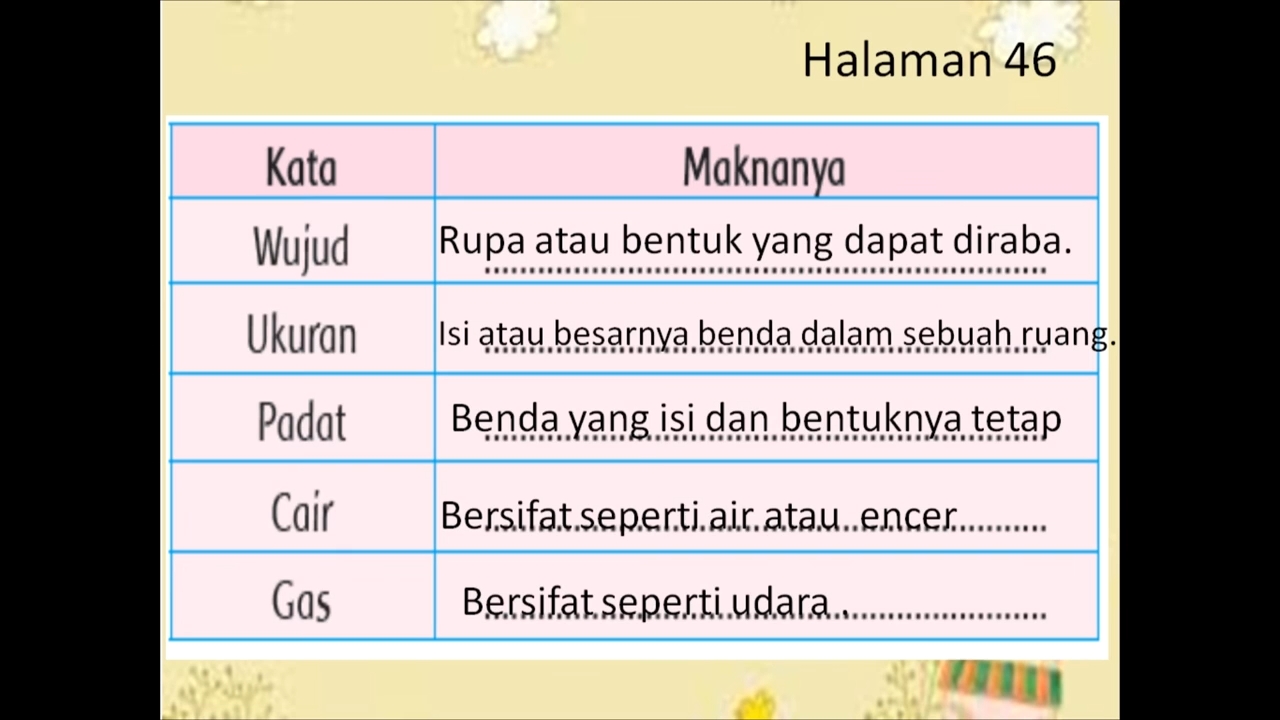 Halaman 46
Kata Maknanya
Wujud Rupa atau bentuk yang dapat diraba.
Ukuran Isi atau besarnya benda dalam sebuah ruang.
Padat Benda yang isi dan bentuknya tetap
Cair Bersifat seperti air atau encer
Gas Bersifat seperti udara .